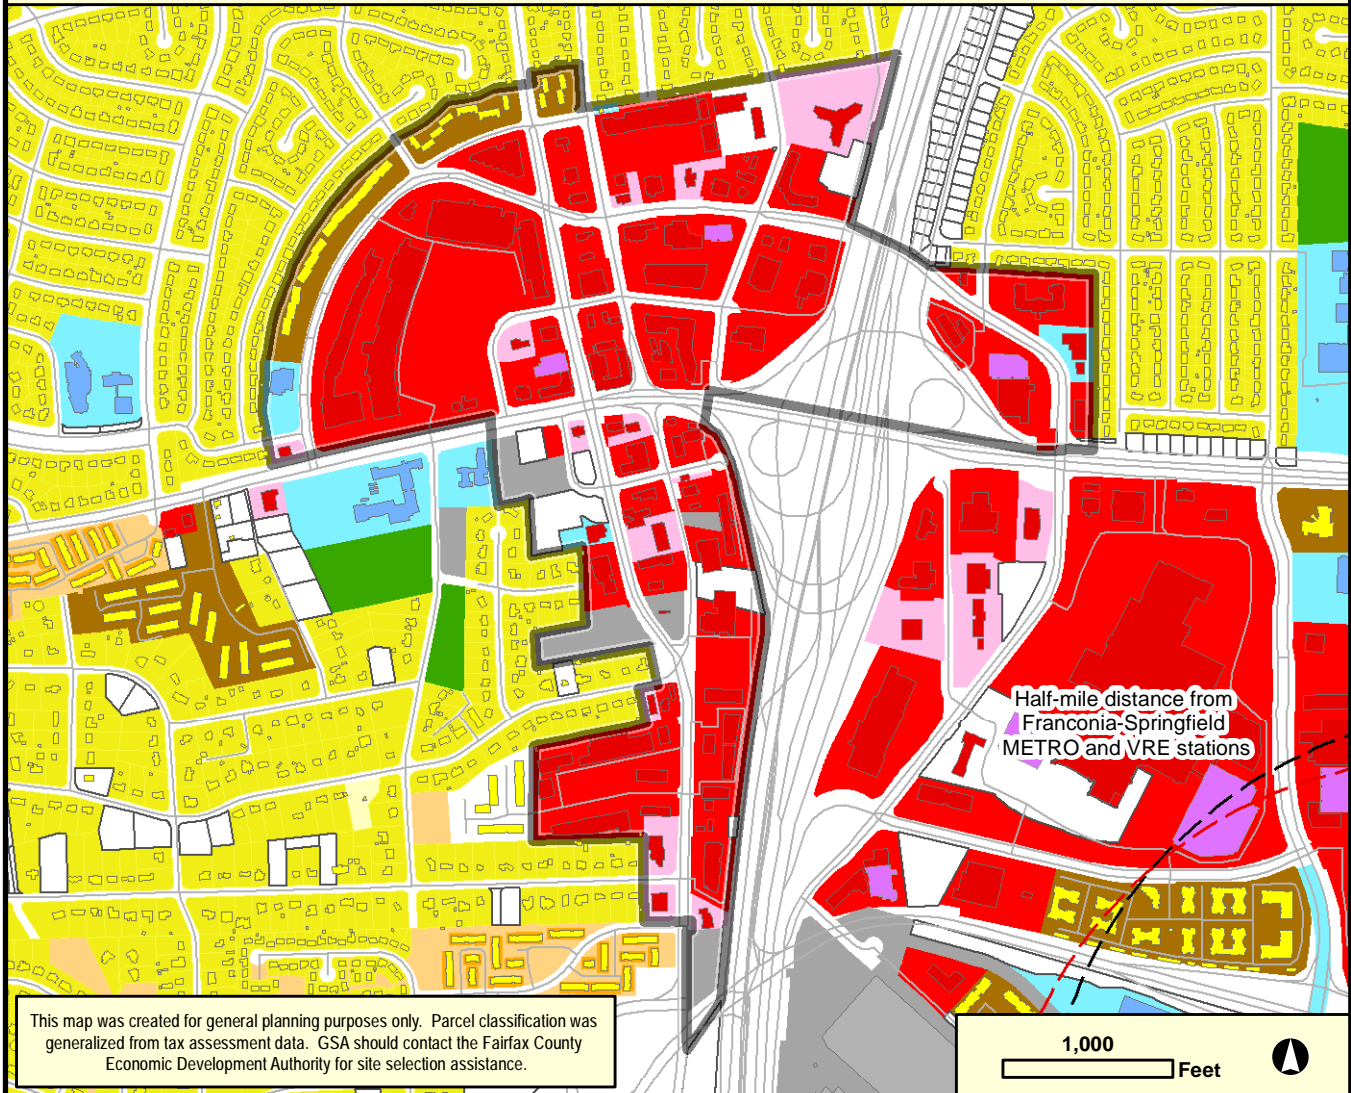 Half-mile distance from
Franconia-Springfield
METRO and VRE stations
This map was created for general planning purposes only. Parcel classification was
generalized from tax assessment data. GSA should contact the Fairfax County
Economic Development Authority for site selection assistance.
1,000
Feet